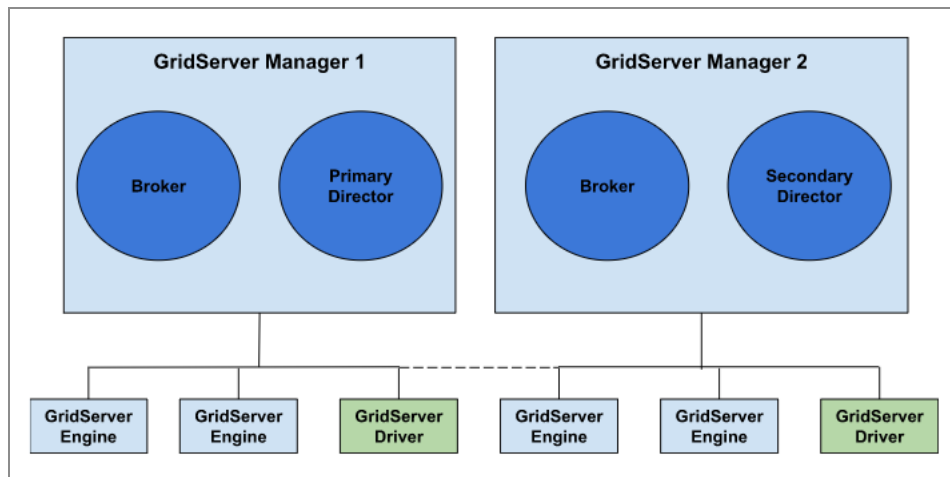 GridServer Manager 1
GridServer Manager 2
Broker
Primary
Director
Broker
Secondary
Director
GridServer
Engine
GridServer
Engine
GridServer
Driver
GridServer
Engine
GridServer
Engine
GridServer
Driver